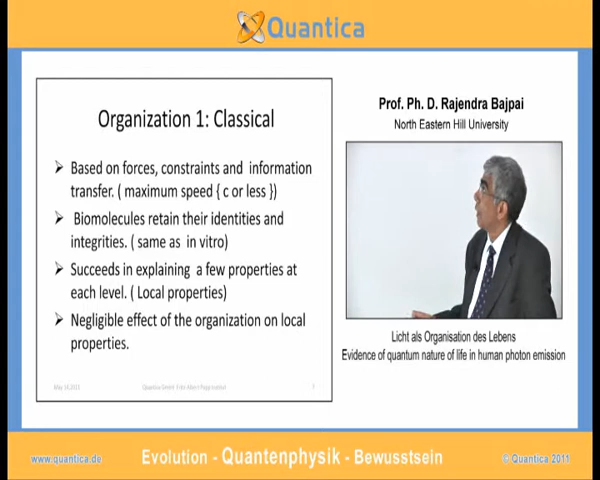 Quantica
Organization 1: Classical
➢ Based on forces, constraints and information
transfer. ( maximum speed { c or less })
➢ Biomolecules retain their identities and
integrities. ( same as in vitro)
➢ Succeeds in explaining a few properties at
each level. ( Local properties)
➢ Negligible effect of the organization on local
properties.
Prof. Ph. D. Rajendra Bajpai
North Eastern Hill University
Licht als Organisation des Lebens
Evidence of quantum nature of life in human photon emission
www.quantica.de
Evolution - Quantenphysik - Bewusstsein
© Quantica 2011